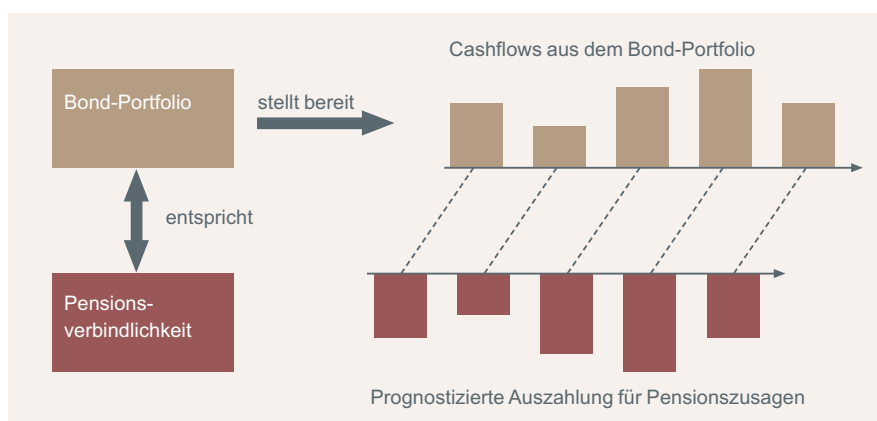 Cashflows aus dem Bond-Portfolio
Bond-Portfolio
stellt bereit
entspricht
Pensions-
verbindlichkeit
Prognostizierte Auszahlung für Pensionszusagen